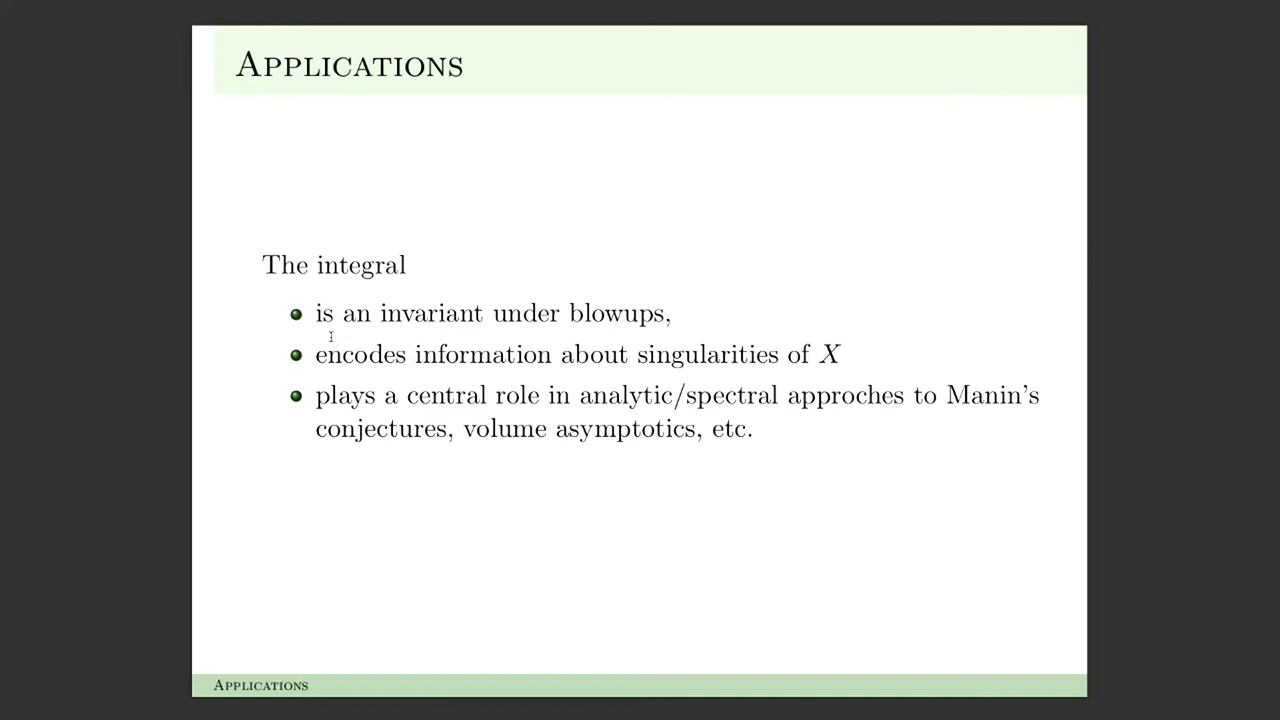 Applications
The integral
is an invariant under blowups,
encodes information about singularities of X
plays a central role in analytic/spectral approches to Manin's
conjectures, volume asymptotics, etc.
Applications